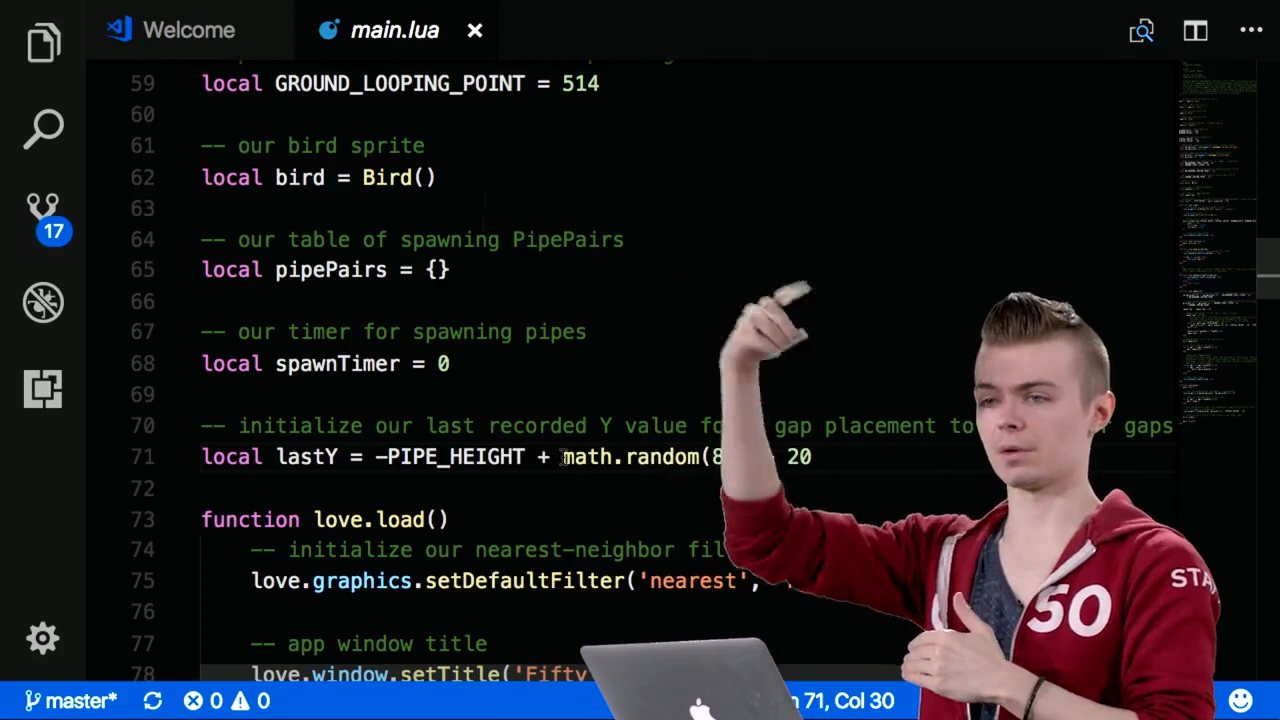 Welcome
main.lua
59 local GROUND_LOOPING_POINT = 514
60
61 -- our bird sprite
62 local bird = Bird()
63
64 -- our table of spawning PipePairs
65 local pipePairs = {}
66
67 -- our timer for spawning pipes
68 local spawnTimer = 0
69
70 -- initialize our last recorded Y value gap placement to gaps
71 local lastY = -PIPE_HEIGHT + math.random(8 20
72
73 function love.load()
74 -- initialize our nearest-neighbor
75 love.graphics.setDefaultFilter('nearest',
76
77 -- app window title
78 love.window.setTitle('Fifty
17
master* 0 0 71, Col 30
50